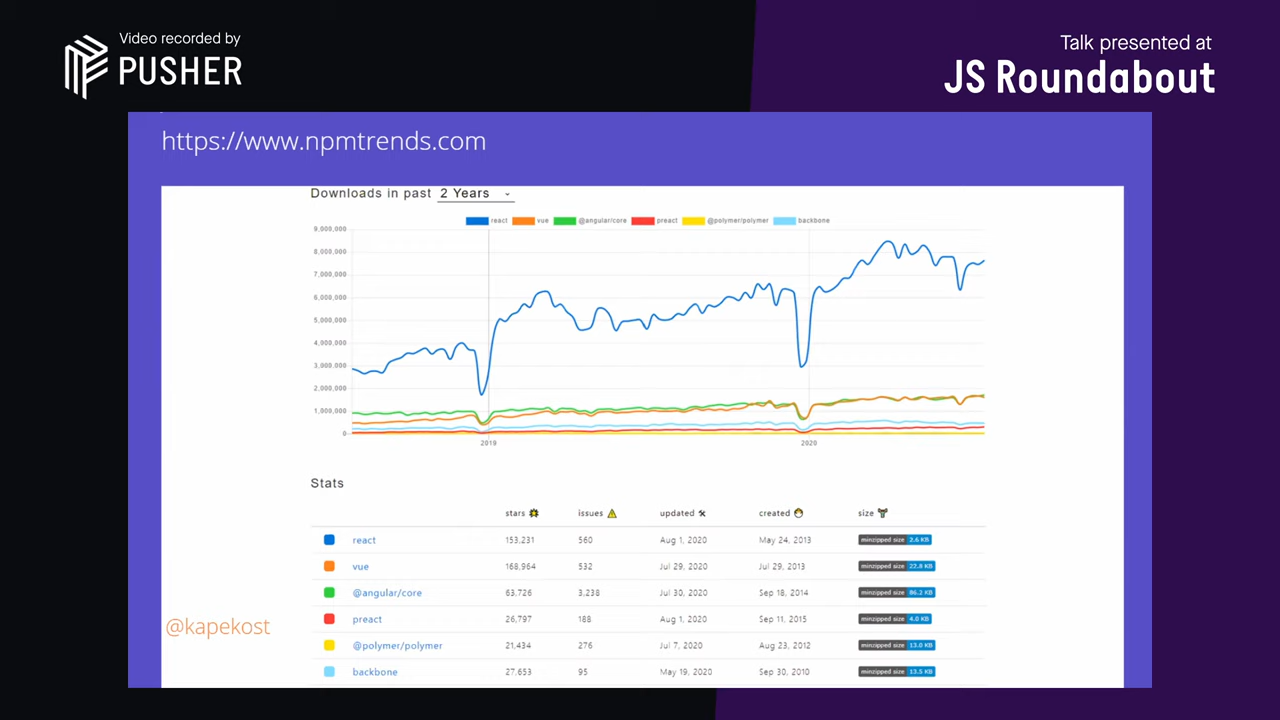 Video recorded by
PUSHER
Talk presented at
JS Roundabout
https://www.npmtrends.com
Downloads in past 2 Years
react vue @angular/core preact @polymer/polymer backbone
9,000,000
8,000,000
7,000,000
6,000,000
5,000,000
4,000,000
3,000,000
2,000,000
1,000,000
0
2019 2020
Stats
stars issues updated created size
react 153,231 560 Aug 1, 2020 May 24, 2013 minzipped size 2.6 KB
vue 168,964 532 Jul 29, 2020 Jul 29, 2013 minzipped size 22.8 KB
@angular/core 63,726 3,238 Jul 30, 2020 Sep 18, 2014 minzipped size 86.2 KB
preact 26,797 188 Aug 1, 2020 Sep 11, 2015 minzipped size 4.0 KB
@polymer/polymer 21,434 276 Jul 7, 2020 Aug 23, 2012 minzipped size 13.0 KB
backbone 27,653 95 May 19, 2020 Sep 30, 2010 minzipped size 13.5 KB
@kapekost